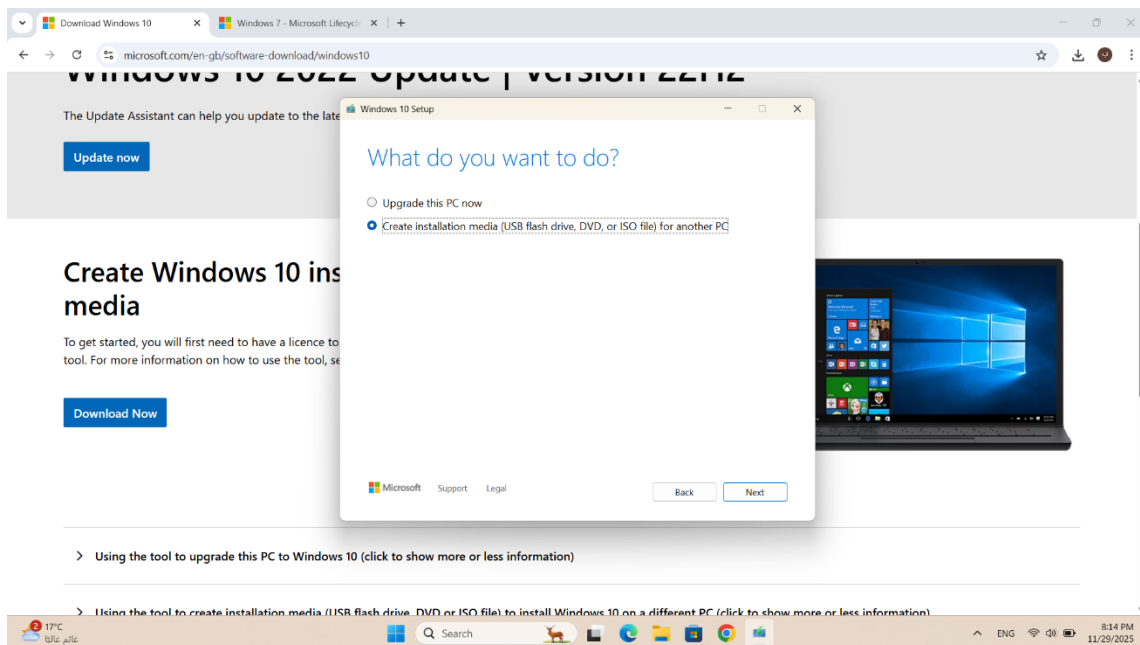 Download Windows 10
Windows 7 - Microsoft Lifecycle
microsoft.com/en-gb/software-download/windows10
Windows 10 2022 Update | Version 22H2
The Update Assistant can help you update to the late
Update now
Windows 10 Setup
What do you want to do?
Upgrade this PC now
Create installation media (USB flash drive, DVD, or ISO file) for another PC
Microsoft Support Legal
Back Next
Create Windows 10 ins
media
To get started, you will first need to have a licence to
tool. For more information on how to use the tool, se
Download Now
Using the tool to upgrade this PC to Windows 10 (click to show more or less information)
Using the tool to create installation media (USB flash drive, DVD or ISO file) to install Windows 10 on a different PC (click to show more or less information)
2
17°C
Search
ENG
8:14 PM
11/29/2025